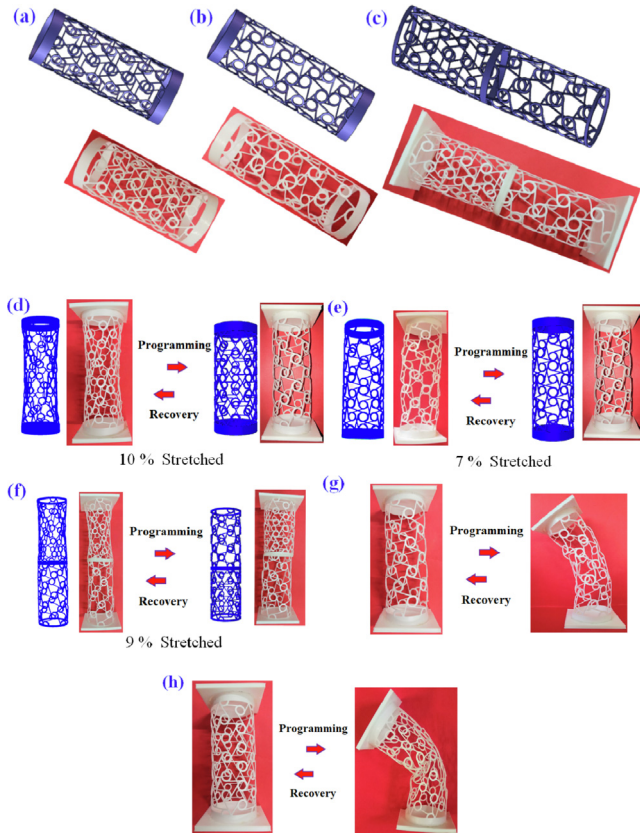 (a)
(b)
(c)
(d)
Programming
Recovery
10 % Stretched
(e)
Programming
Recovery
7 % Stretched
(f)
Programming
Recovery
9 % Stretched
(g)
Programming
Recovery
(h)
Programming
Recovery